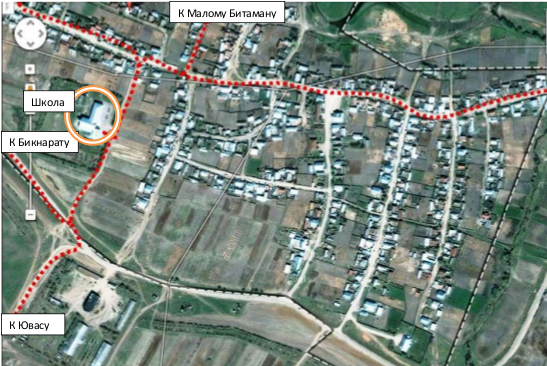 К Малому Битаману
Школа
К Бикнарату
К Ювасу